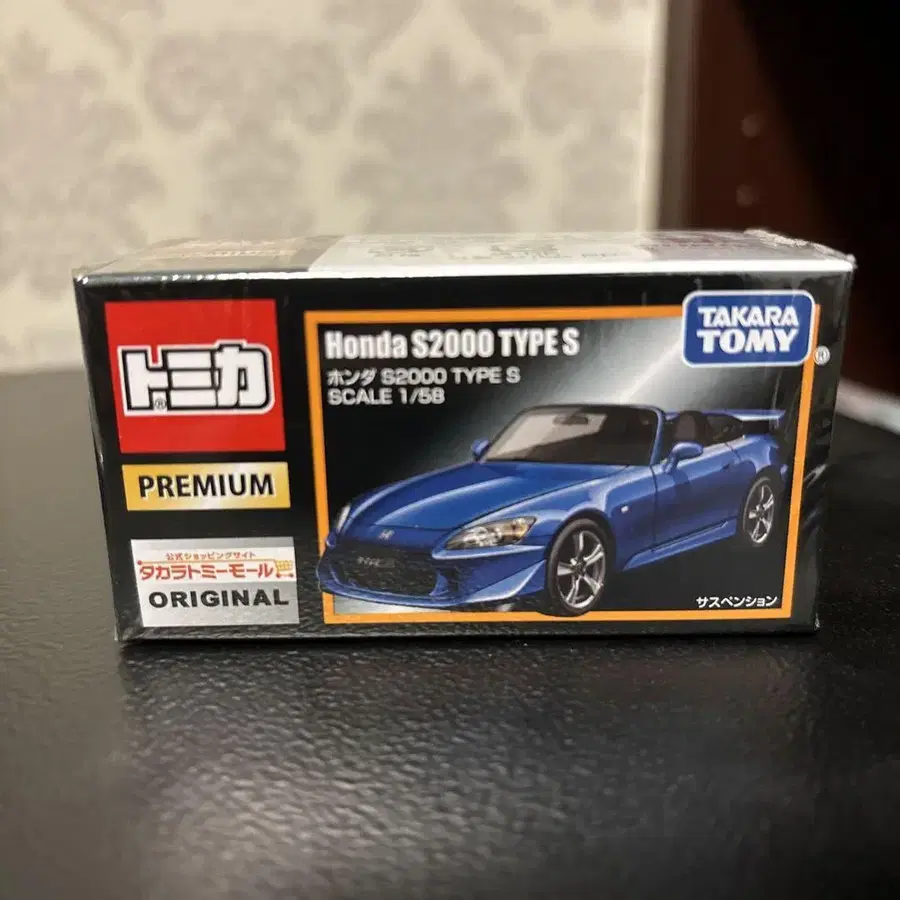 トミカ
®
PREMIUM
公式ショッピングサイト
タカラトミーモール
ORIGINAL
Honda S2000 TYPE S
ホンダ S2000 TYPE S
SCALE 1/58
TAKARA
TOMY
®
サスペンション